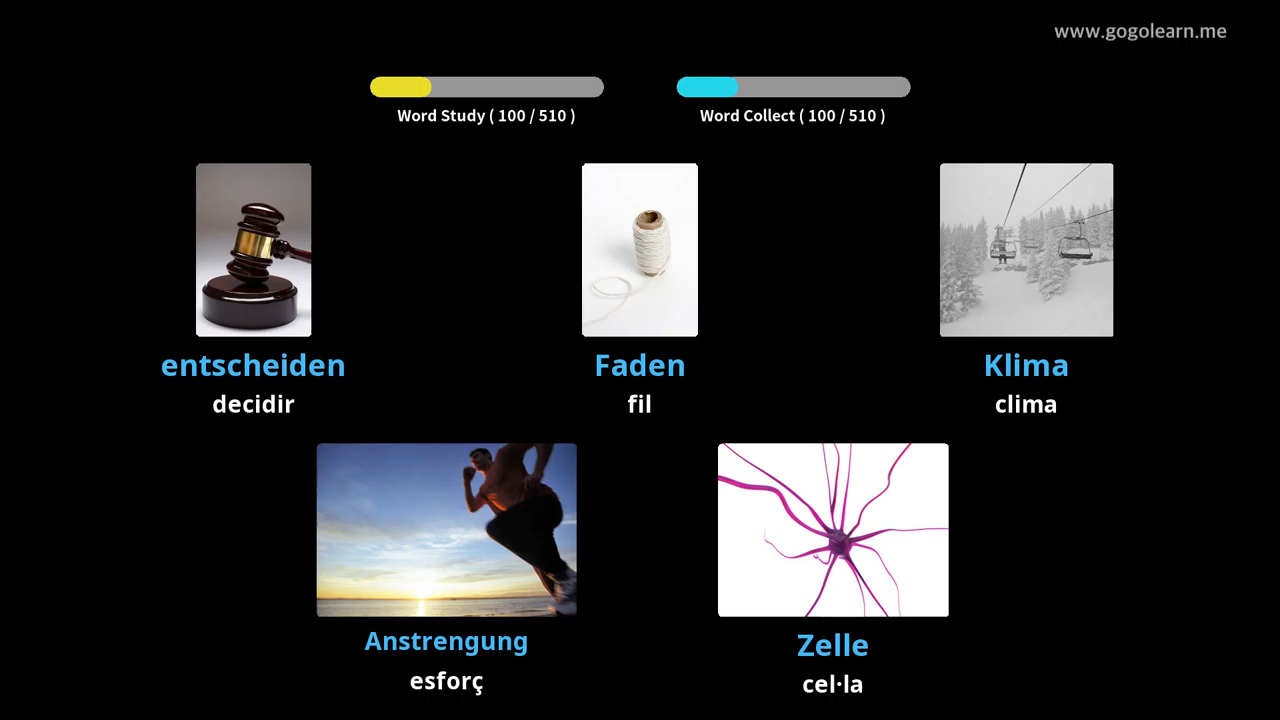 www.gogolearn.me
Word Study ( 100 / 510 )
Word Collect ( 100 / 510 )
entscheiden
decidir
Faden
fil
Klima
clima
Anstrengung
esforç
Zelle
cel·la